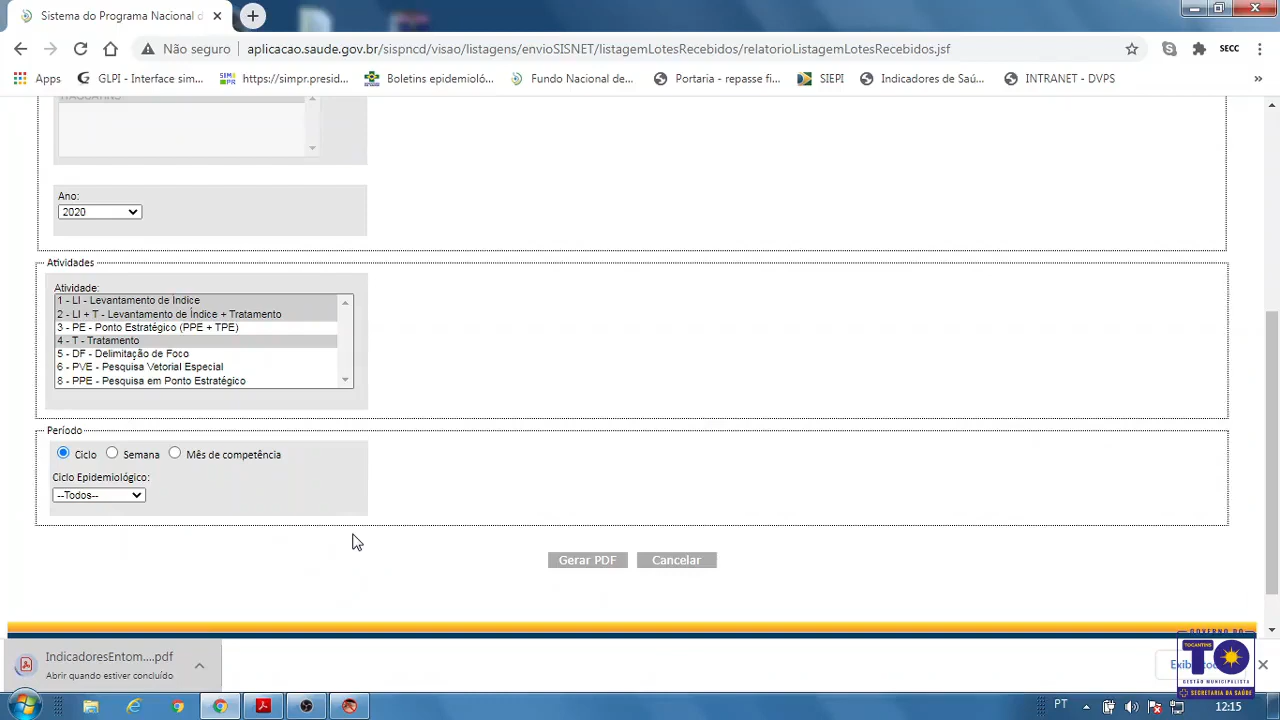 Sistema do Programa Nacional d
Não seguro
aplicacao.saude.gov.br/sispncd/visao/listagens/envioSISNET/listagemLotesRecebidos/relatorioListagemLotesRecebidos.jsf
SECC
Apps
GLPI - Interface sim...
https://simpr.presid...
Boletins epidemioló...
Fundo Nacional de...
Portaria - repasse fi...
SIEPI
Indicadores de Saú...
INTRANET - DVPS
»
Ano:
2020
Atividades
Atividade:
1 - LI - Levantamento de Índice
2 - LI + T - Levantamento de Índice + Tratamento
3 - PE - Ponto Estratégico (PPE + TPE)
4 - T - Tratamento
5 - DF - Delimitação de Foco
6 - PVE - Pesquisa Vetorial Especial
8 - PPE - Pesquisa em Ponto Estratégico
Período
Ciclo
Semana
Mês de competência
Ciclo Epidemiológico:
--Todos--
Gerar PDF
Cancelar
IndicadoresEntom....pdf
Abrir quando estiver concluído
GOVERNO DO
TOCANTINS
TO
GESTÃO MUNICIPALISTA
SECRETARIA DA SAÚDE
PT
12:15